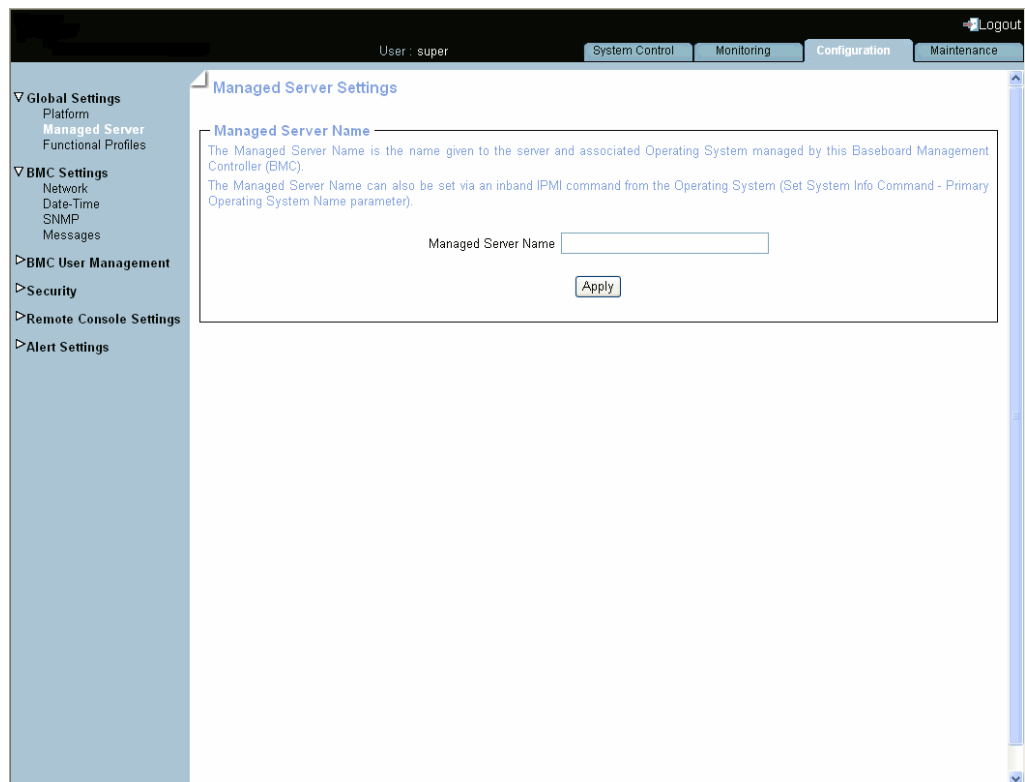 Logout
User : super
System Control
Monitoring
Configuration
Maintenance
Global Settings
Platform
Managed Server
Functional Profiles
BMC Settings
Network
Date-Time
SNMP
Messages
BMC User Management
Security
Remote Console Settings
Alert Settings
Managed Server Settings
Managed Server Name
The Managed Server Name is the name given to the server and associated Operating System managed by this Baseboard Management
Controller (BMC).
The Managed Server Name can also be set via an inband IPMI command from the Operating System (Set System Info Command - Primary
Operating System Name parameter).
Managed Server Name
Apply